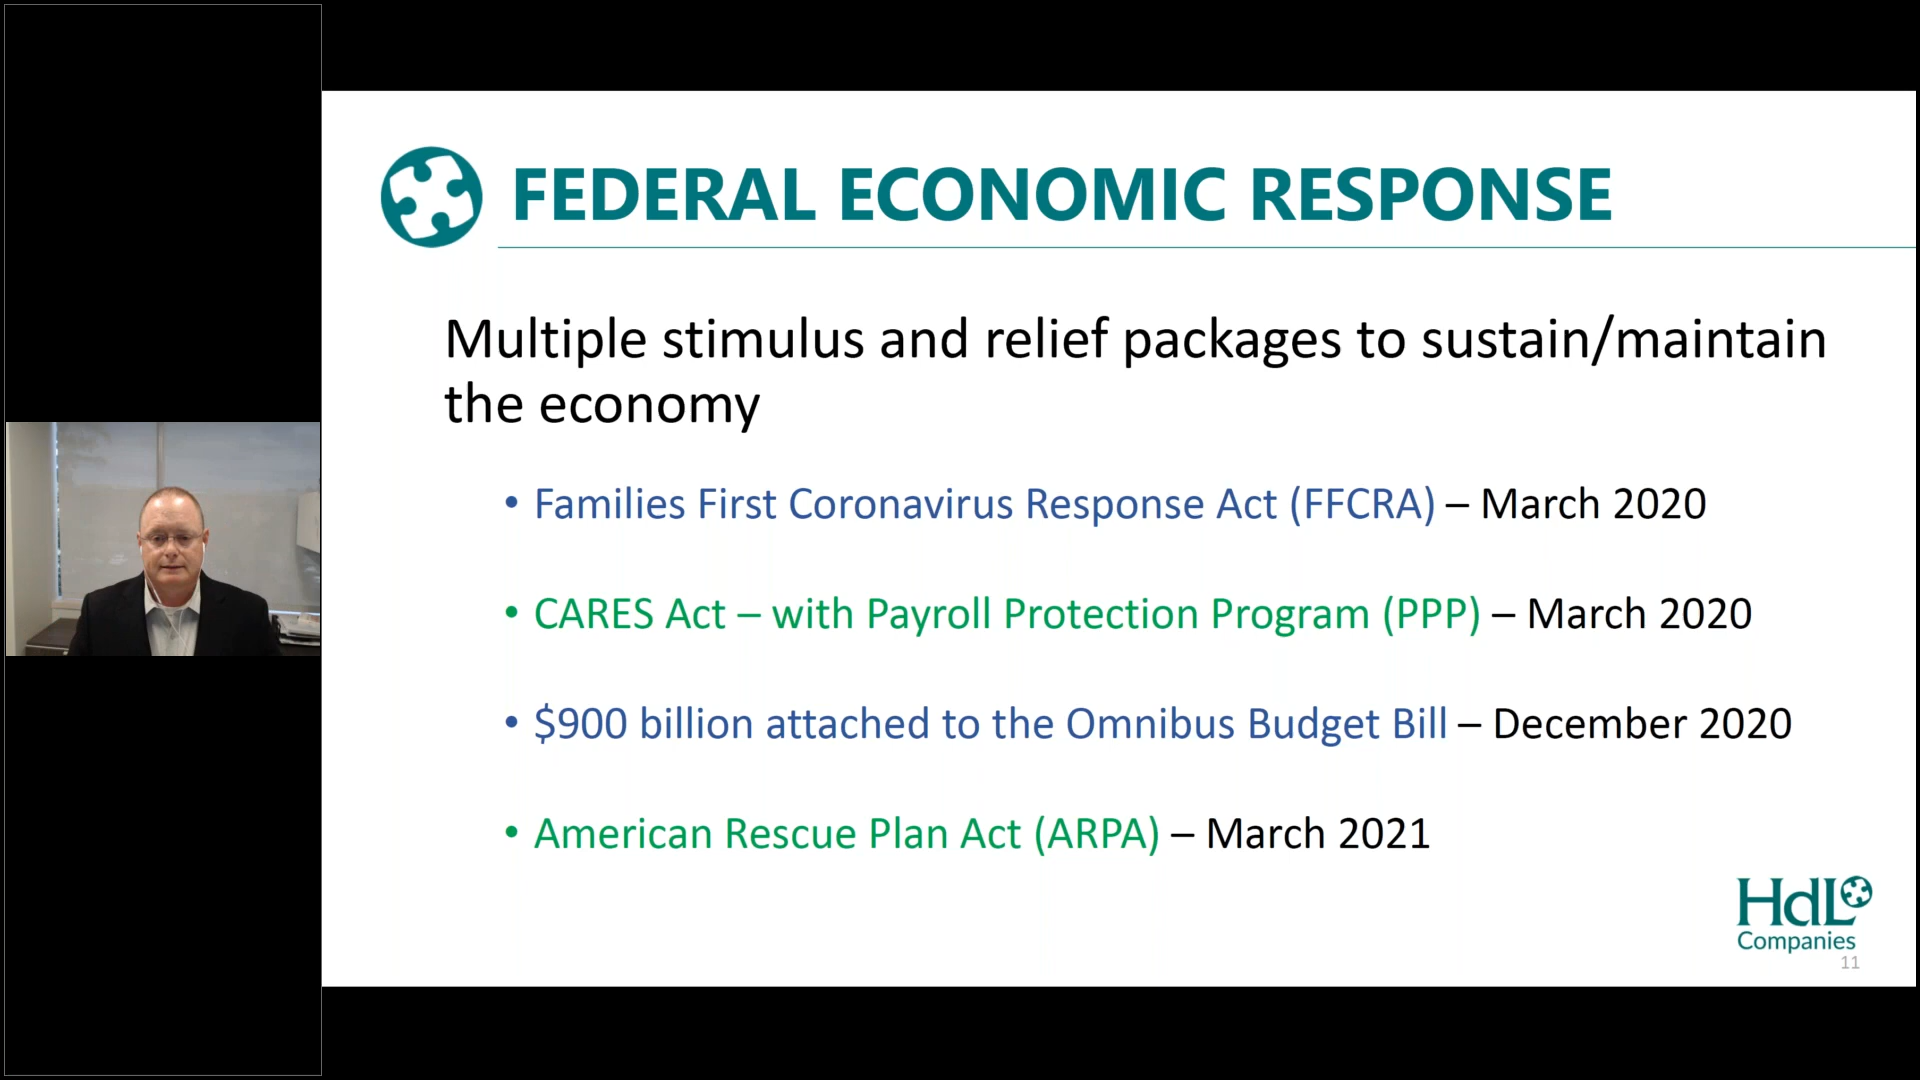 FEDERAL ECONOMIC RESPONSE
Multiple stimulus and relief packages to sustain/maintain
the economy
• Families First Coronavirus Response Act (FFCRA) – March 2020
• CARES Act – with Payroll Protection Program (PPP) – March 2020
• $900 billion attached to the Omnibus Budget Bill – December 2020
• American Rescue Plan Act (ARPA) – March 2021
HdL
Companies
11